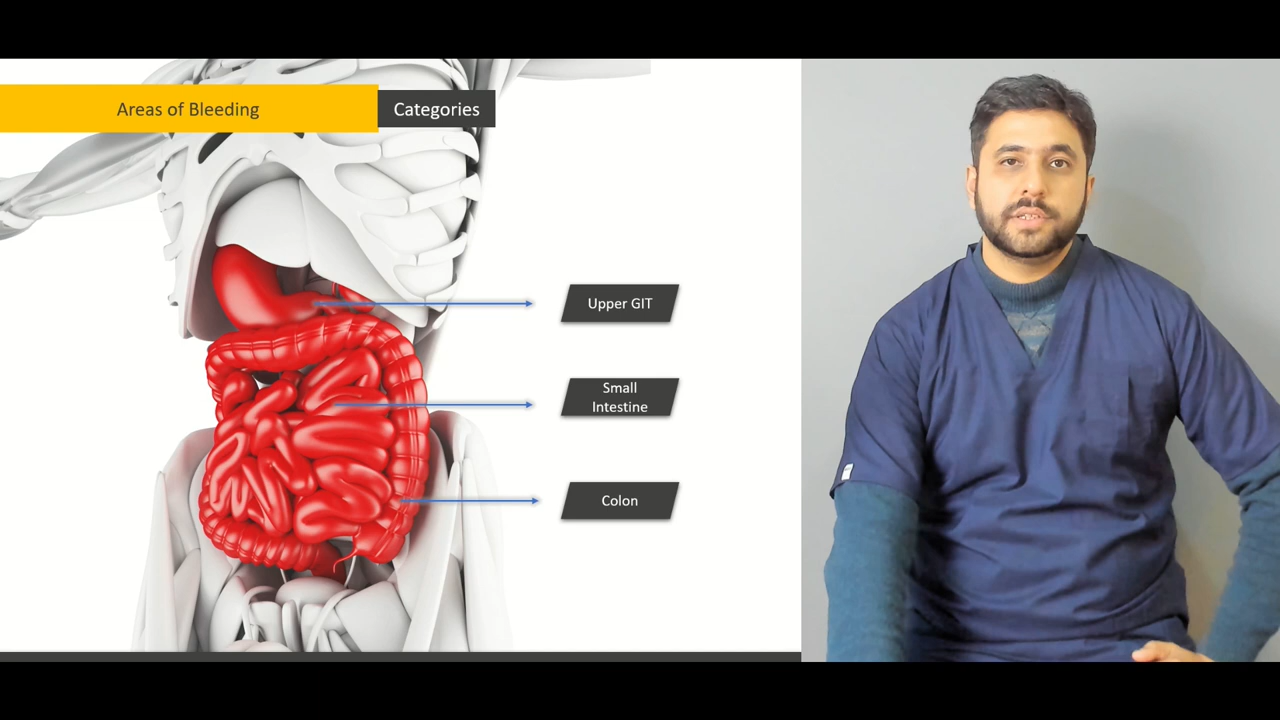 Areas of Bleeding
Categories
Upper GIT
Small
Intestine
Colon